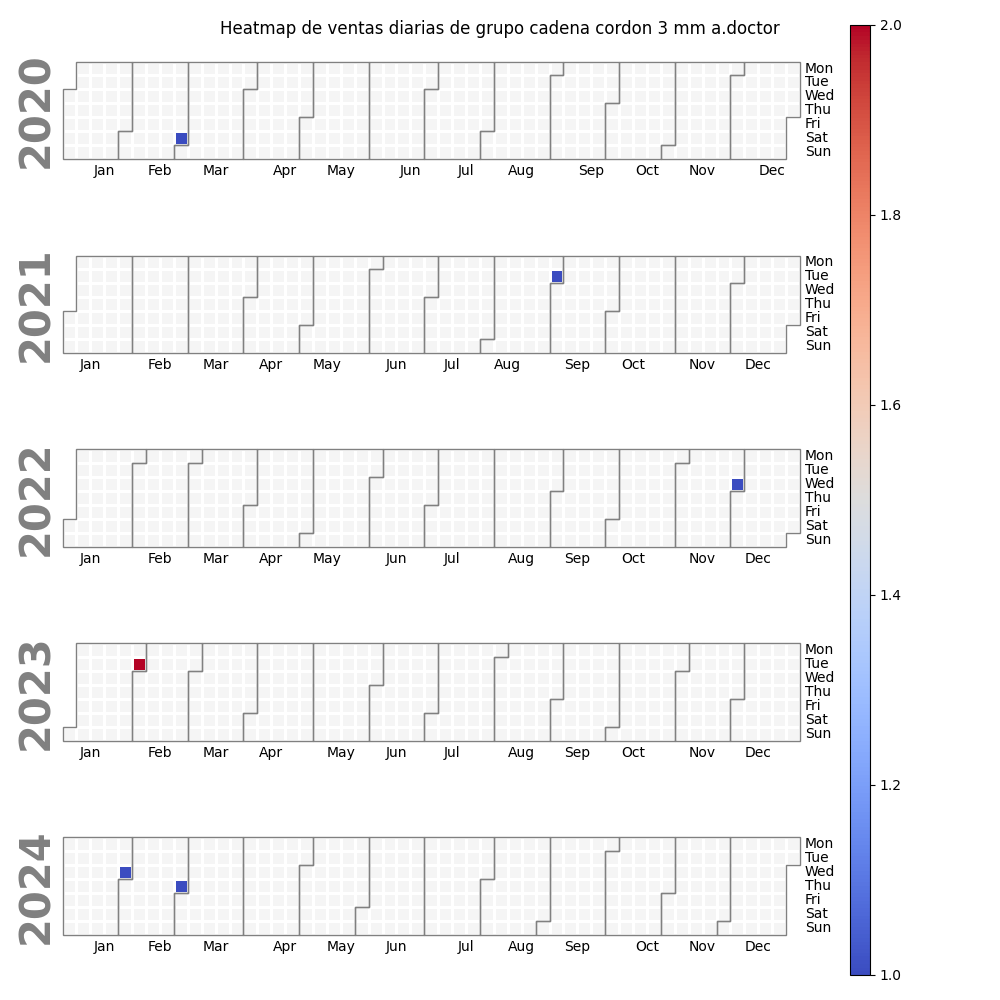 Heatmap de ventas diarias de grupo cadena cordon 3 mm a.doctor
2020
Mon
Tue
Wed
Thu
Fri
Sat
Sun
Jan Feb Mar Apr May Jun Jul Aug Sep Oct Nov Dec
2021
Mon
Tue
Wed
Thu
Fri
Sat
Sun
Jan Feb Mar Apr May Jun Jul Aug Sep Oct Nov Dec
2022
Mon
Tue
Wed
Thu
Fri
Sat
Sun
Jan Feb Mar Apr May Jun Jul Aug Sep Oct Nov Dec
2023
Mon
Tue
Wed
Thu
Fri
Sat
Sun
Jan Feb Mar Apr May Jun Jul Aug Sep Oct Nov Dec
2024
Mon
Tue
Wed
Thu
Fri
Sat
Sun
Jan Feb Mar Apr May Jun Jul Aug Sep Oct Nov Dec
2.0
1.8
1.6
1.4
1.2
1.0